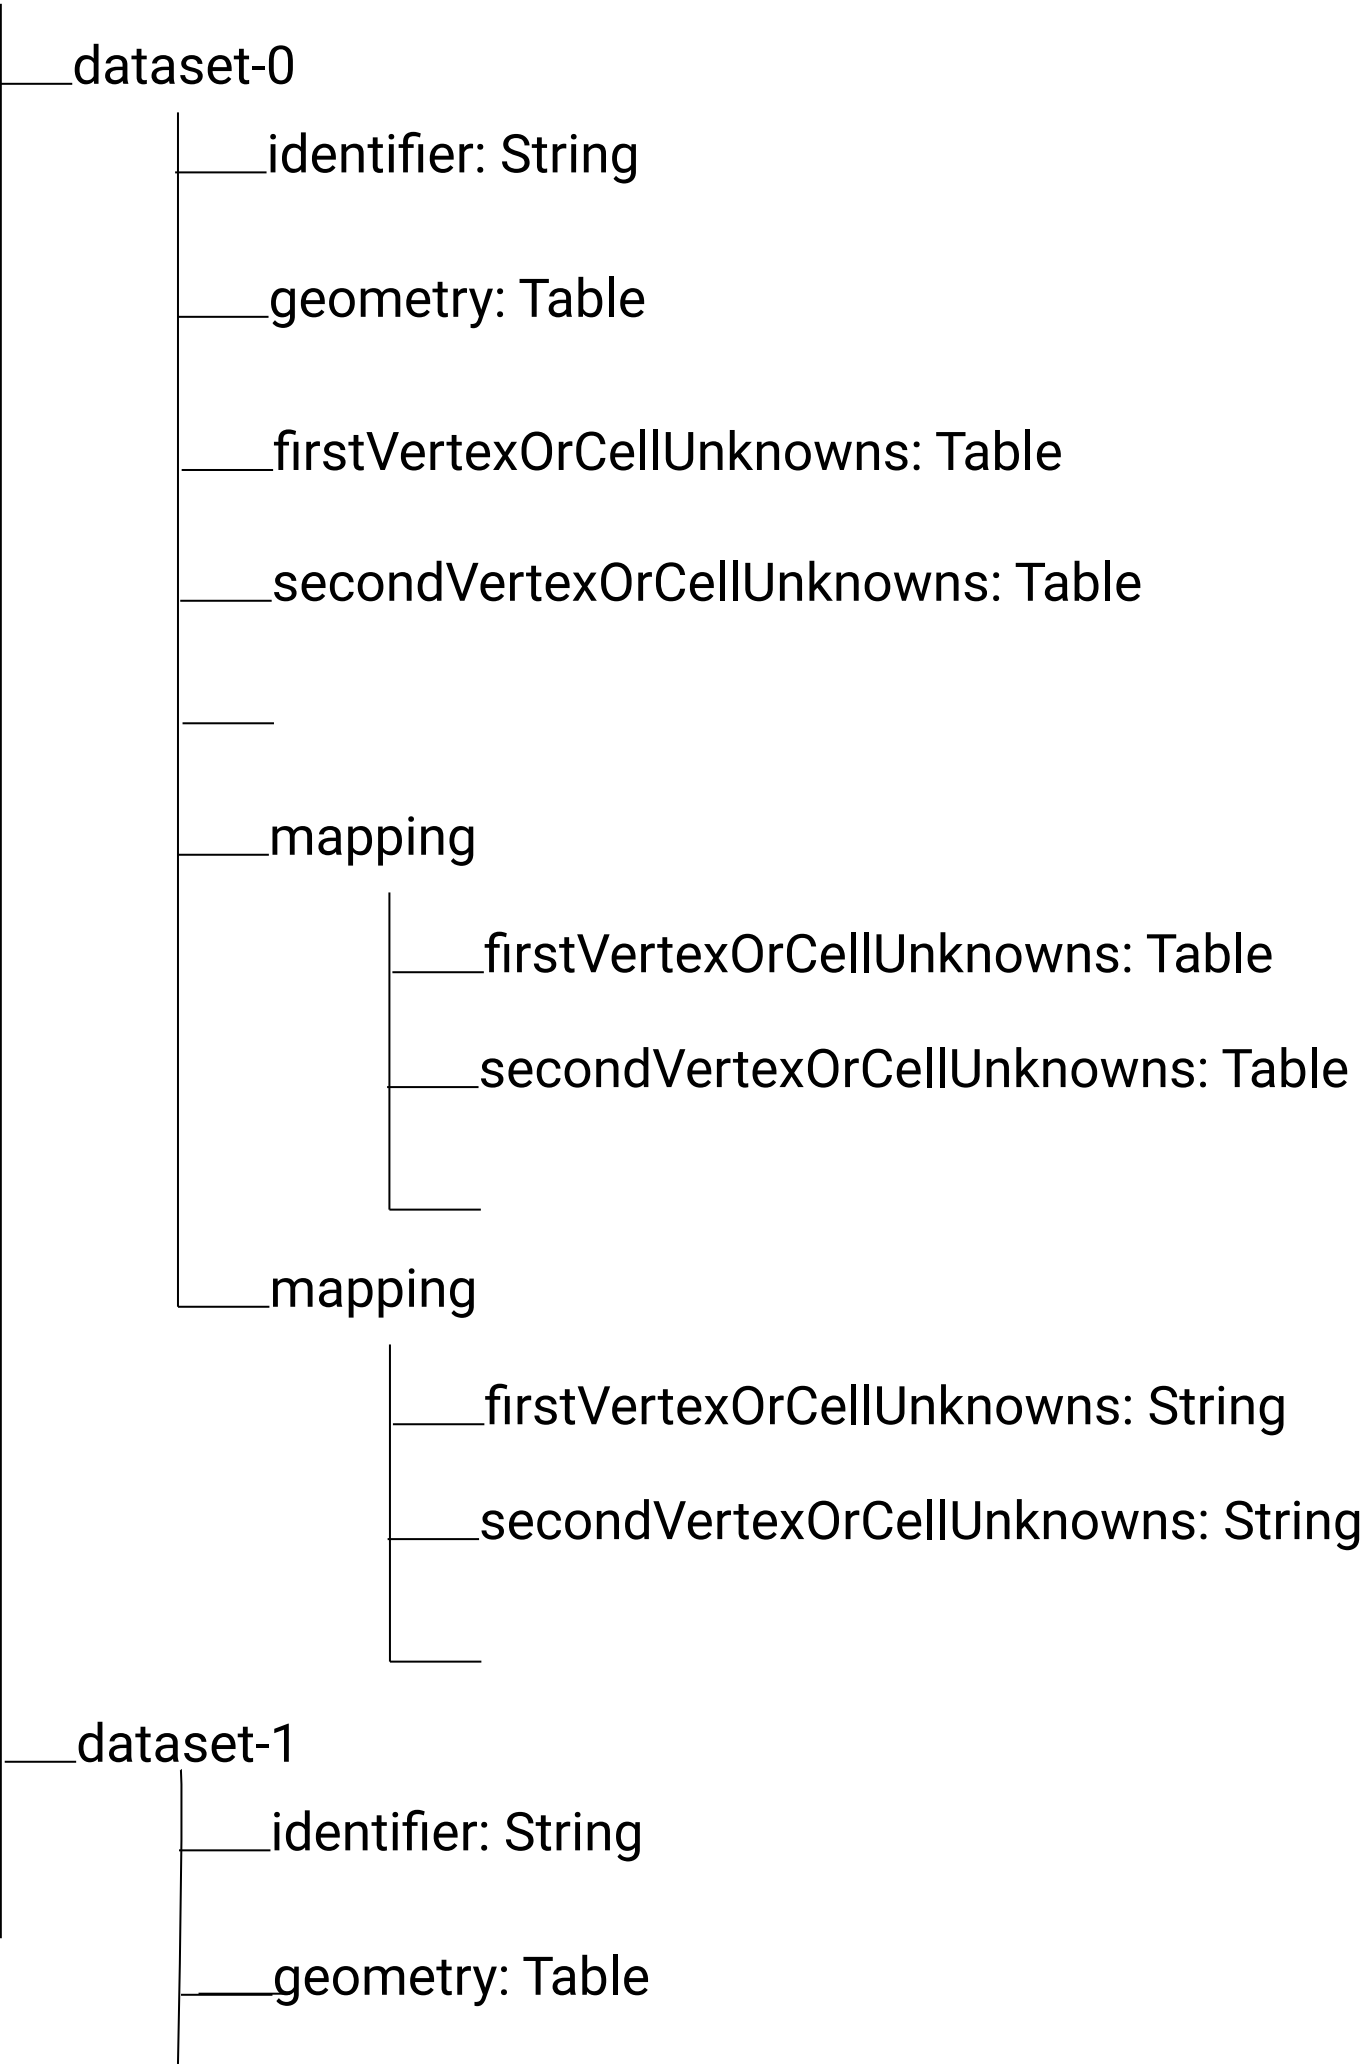 dataset-0
identifier: String
geometry: Table
firstVertexOrCellUnknowns: Table
secondVertexOrCellUnknowns: Table
mapping
firstVertexOrCellUnknowns: Table
secondVertexOrCellUnknowns: Table
mapping
firstVertexOrCellUnknowns: String
secondVertexOrCellUnknowns: String
dataset-1
identifier: String
geometry: Table